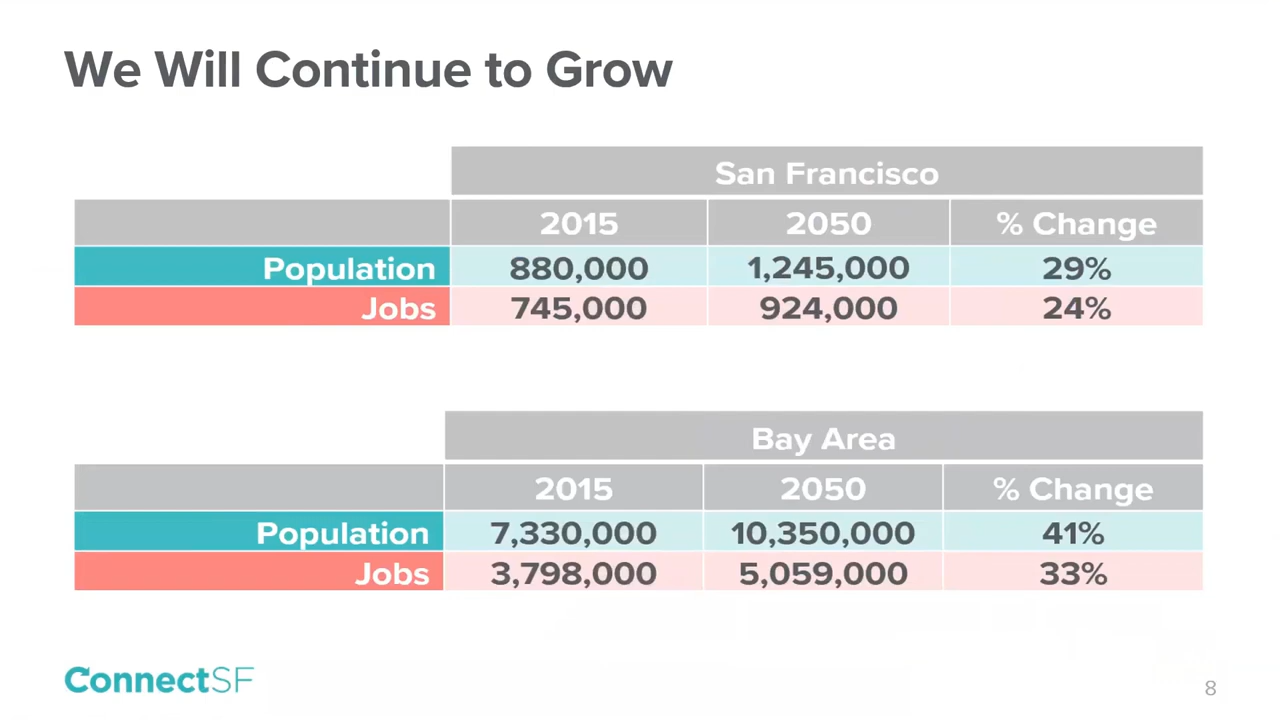 We Will Continue to Grow
San Francisco
2015 2050 % Change
Population 880,000 1,245,000 29%
Jobs 745,000 924,000 24%
Bay Area
2015 2050 % Change
Population 7,330,000 10,350,000 41%
Jobs 3,798,000 5,059,000 33%
ConnectSF
8